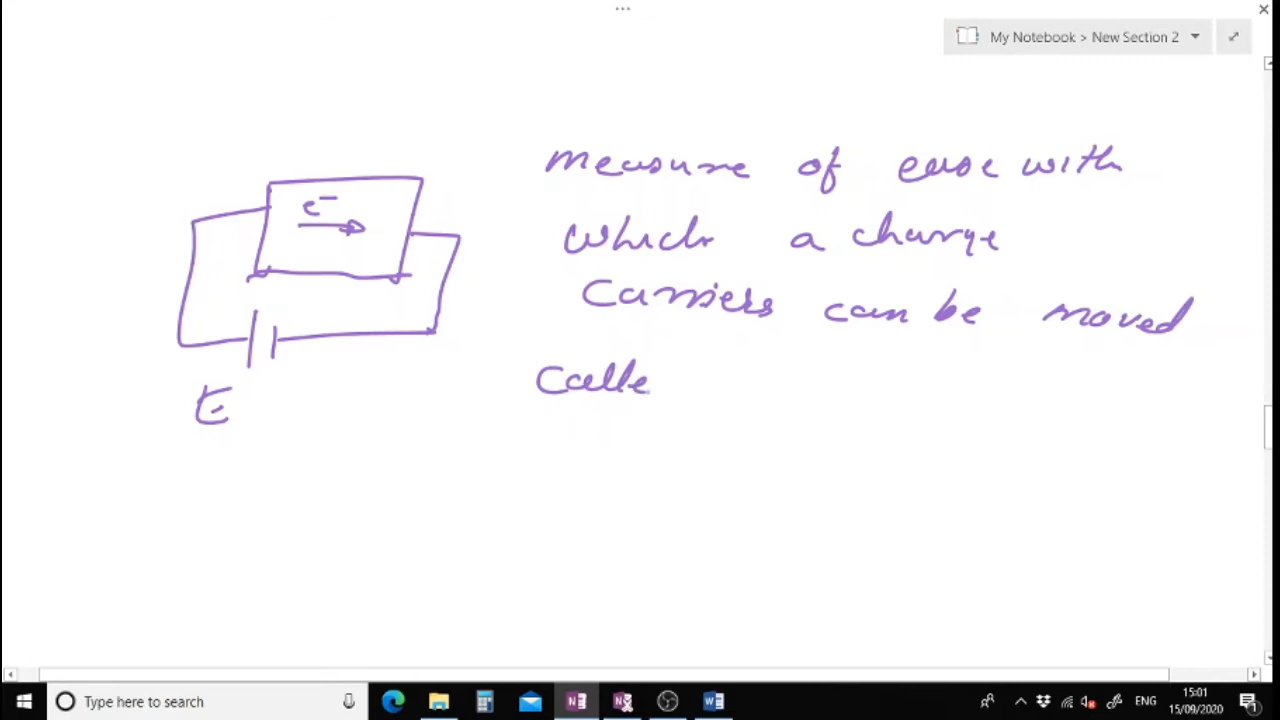 My Notebook > New Section 2
measure of ease with
e-
which a charge
carriers can be moved
calle
E
Type here to search
ENG
15:01
15/09/2020
1